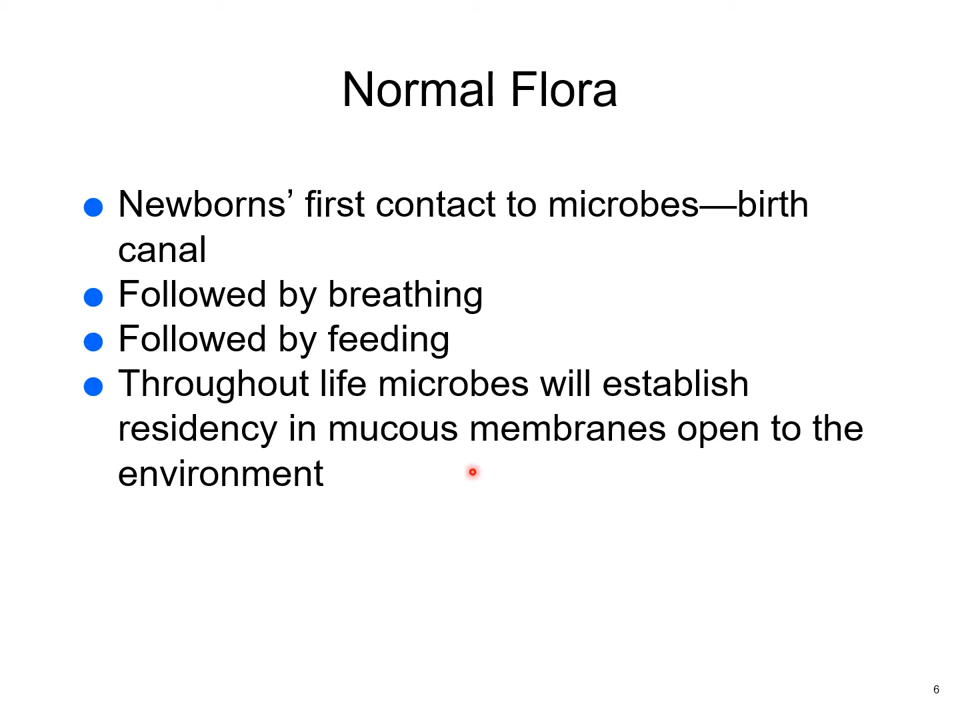 Normal Flora
Newborns’ first contact to microbes—birth
canal
Followed by breathing
Followed by feeding
Throughout life microbes will establish
residency in mucous membranes open to the
environment
6